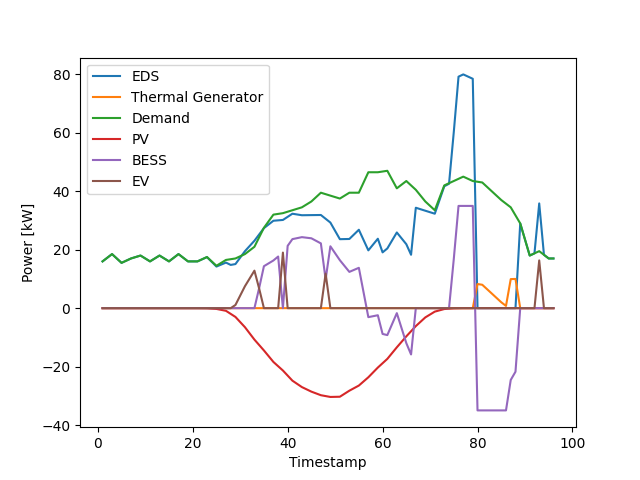 80
60
40
20
0
−20
−40
Power [kW]
EDS
Thermal Generator
Demand
PV
BESS
EV
0 20 40 60 80 100
Timestamp